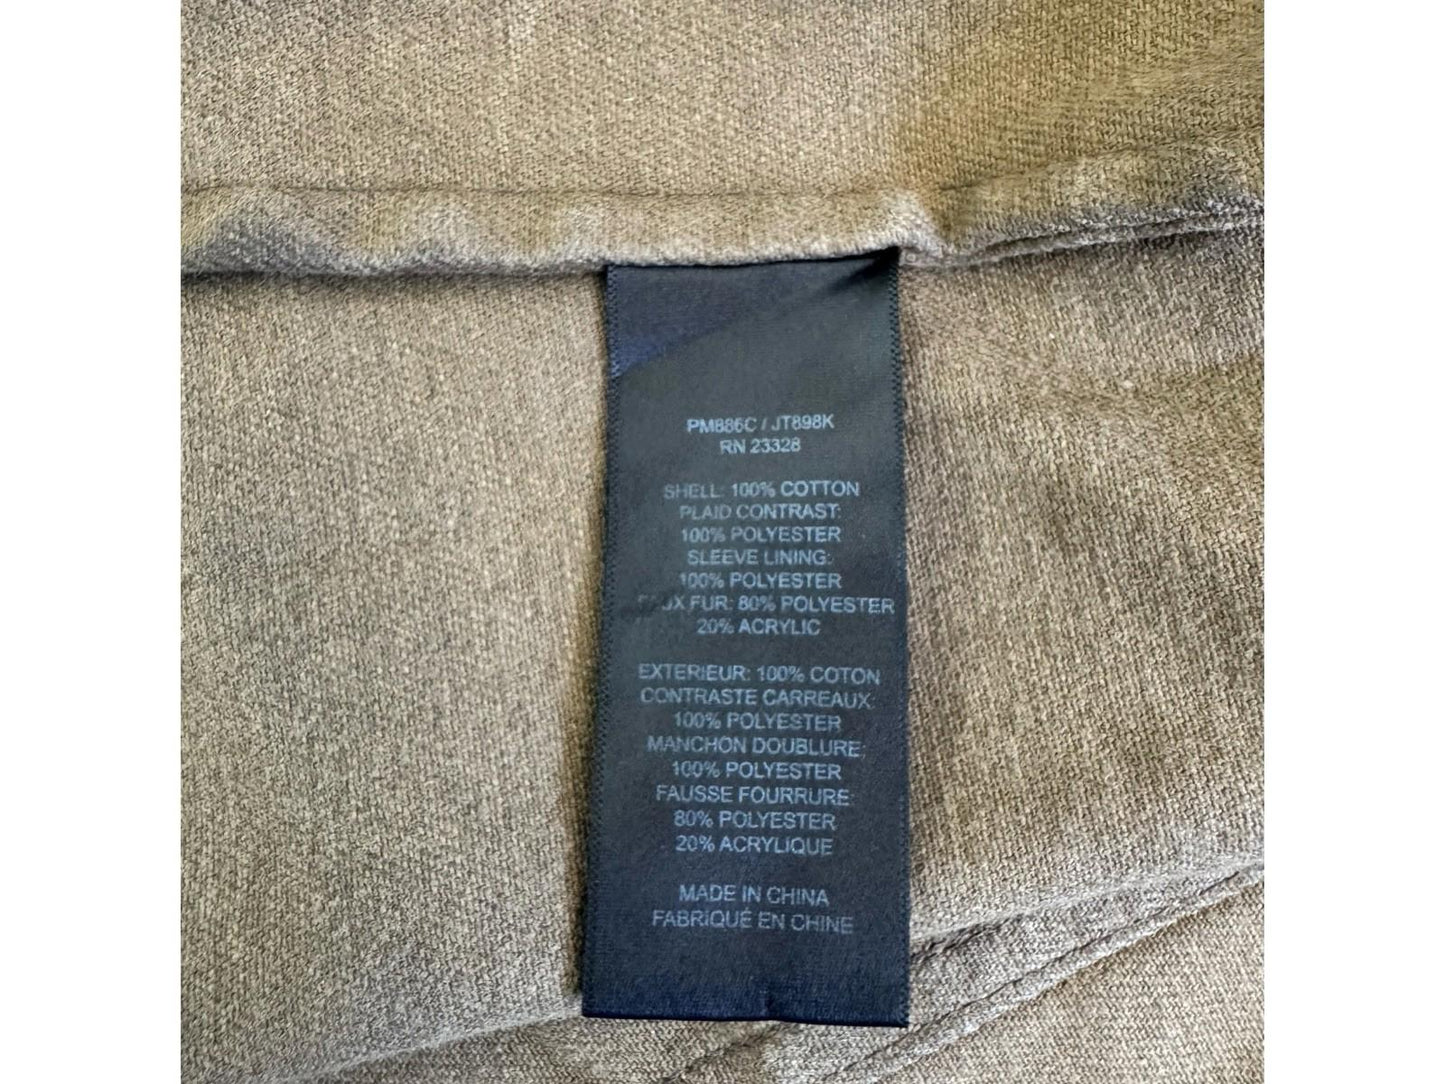 PM886C / JT898K
RN 23328
SHELL: 100% COTTON
PLAID CONTRAST:
100% POLYESTER
SLEEVE LINING:
100% POLYESTER
FAUX FUR: 80% POLYESTER
20% ACRYLIC
EXTERIEUR: 100% COTON
CONTRASTE CARREAUX:
100% POLYESTER
MANCHON DOUBLURE:
100% POLYESTER
FAUSSE FOURRURE:
80% POLYESTER
20% ACRYLIQUE
MADE IN CHINA
FABRIQUÉ EN CHINE